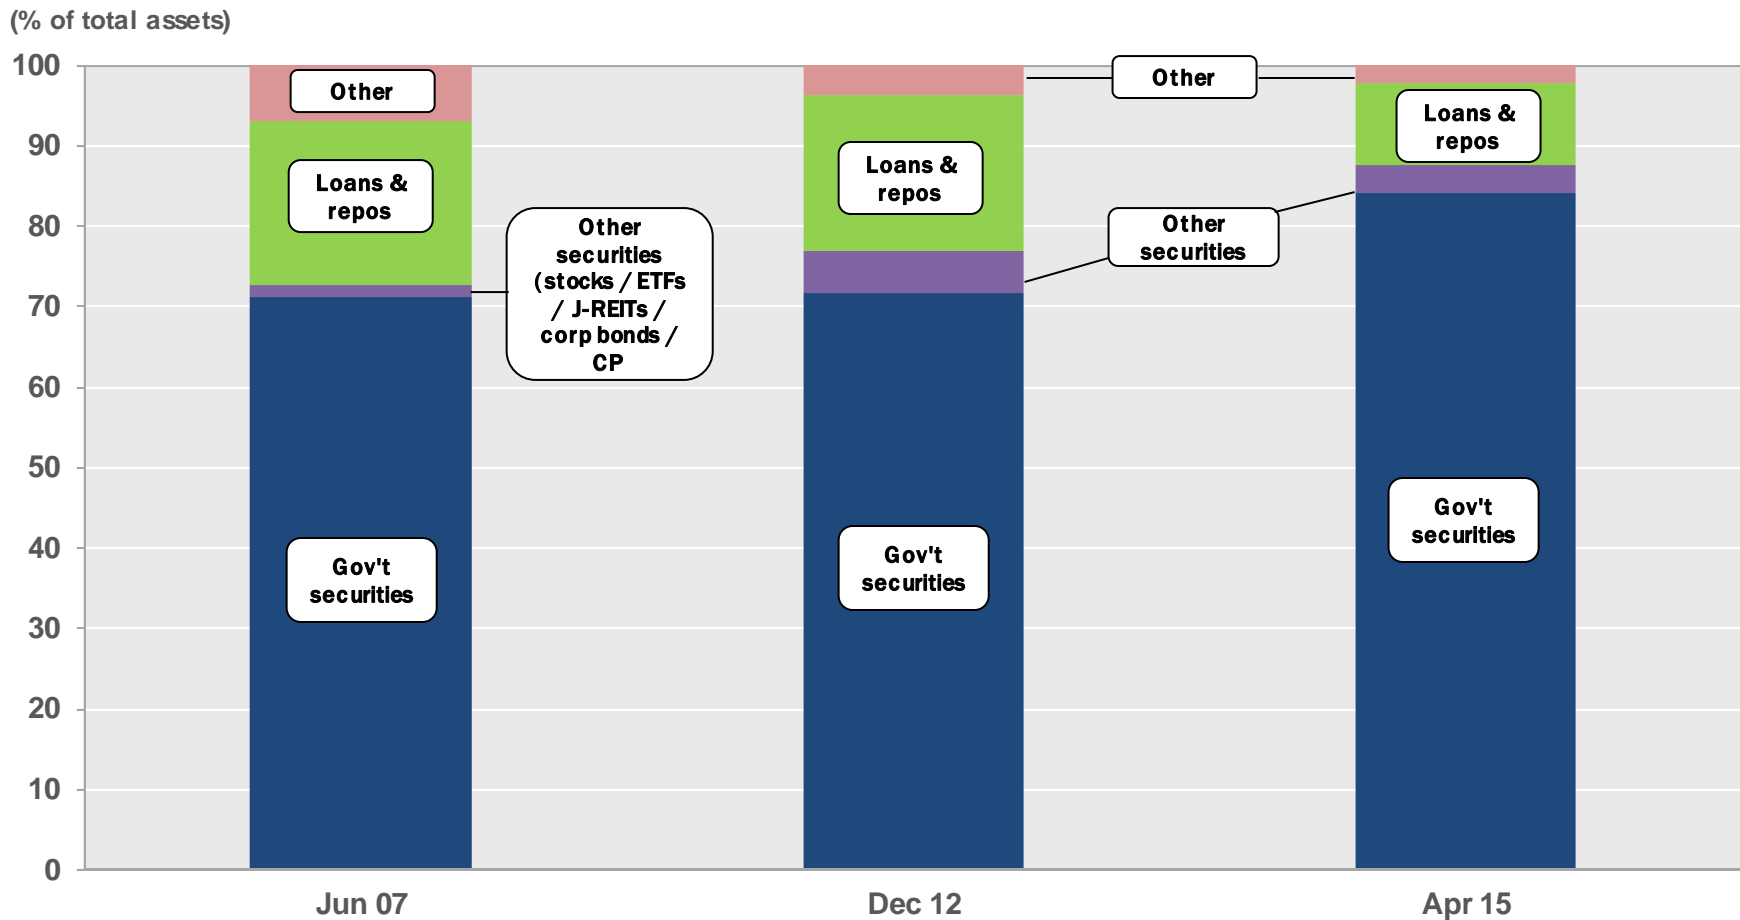 (% of total assets)
100
90
80
70
60
50
40
30
20
10
0
Other
Loans &
repos
Other
securities
(stocks / ETFs
/ J-REITs /
corp bonds /
CP
Gov't
securities
Loans &
repos
Gov't
securities
Other
Other
securities
Loans &
repos
Gov't
securities
Jun 07
Dec 12
Apr 15